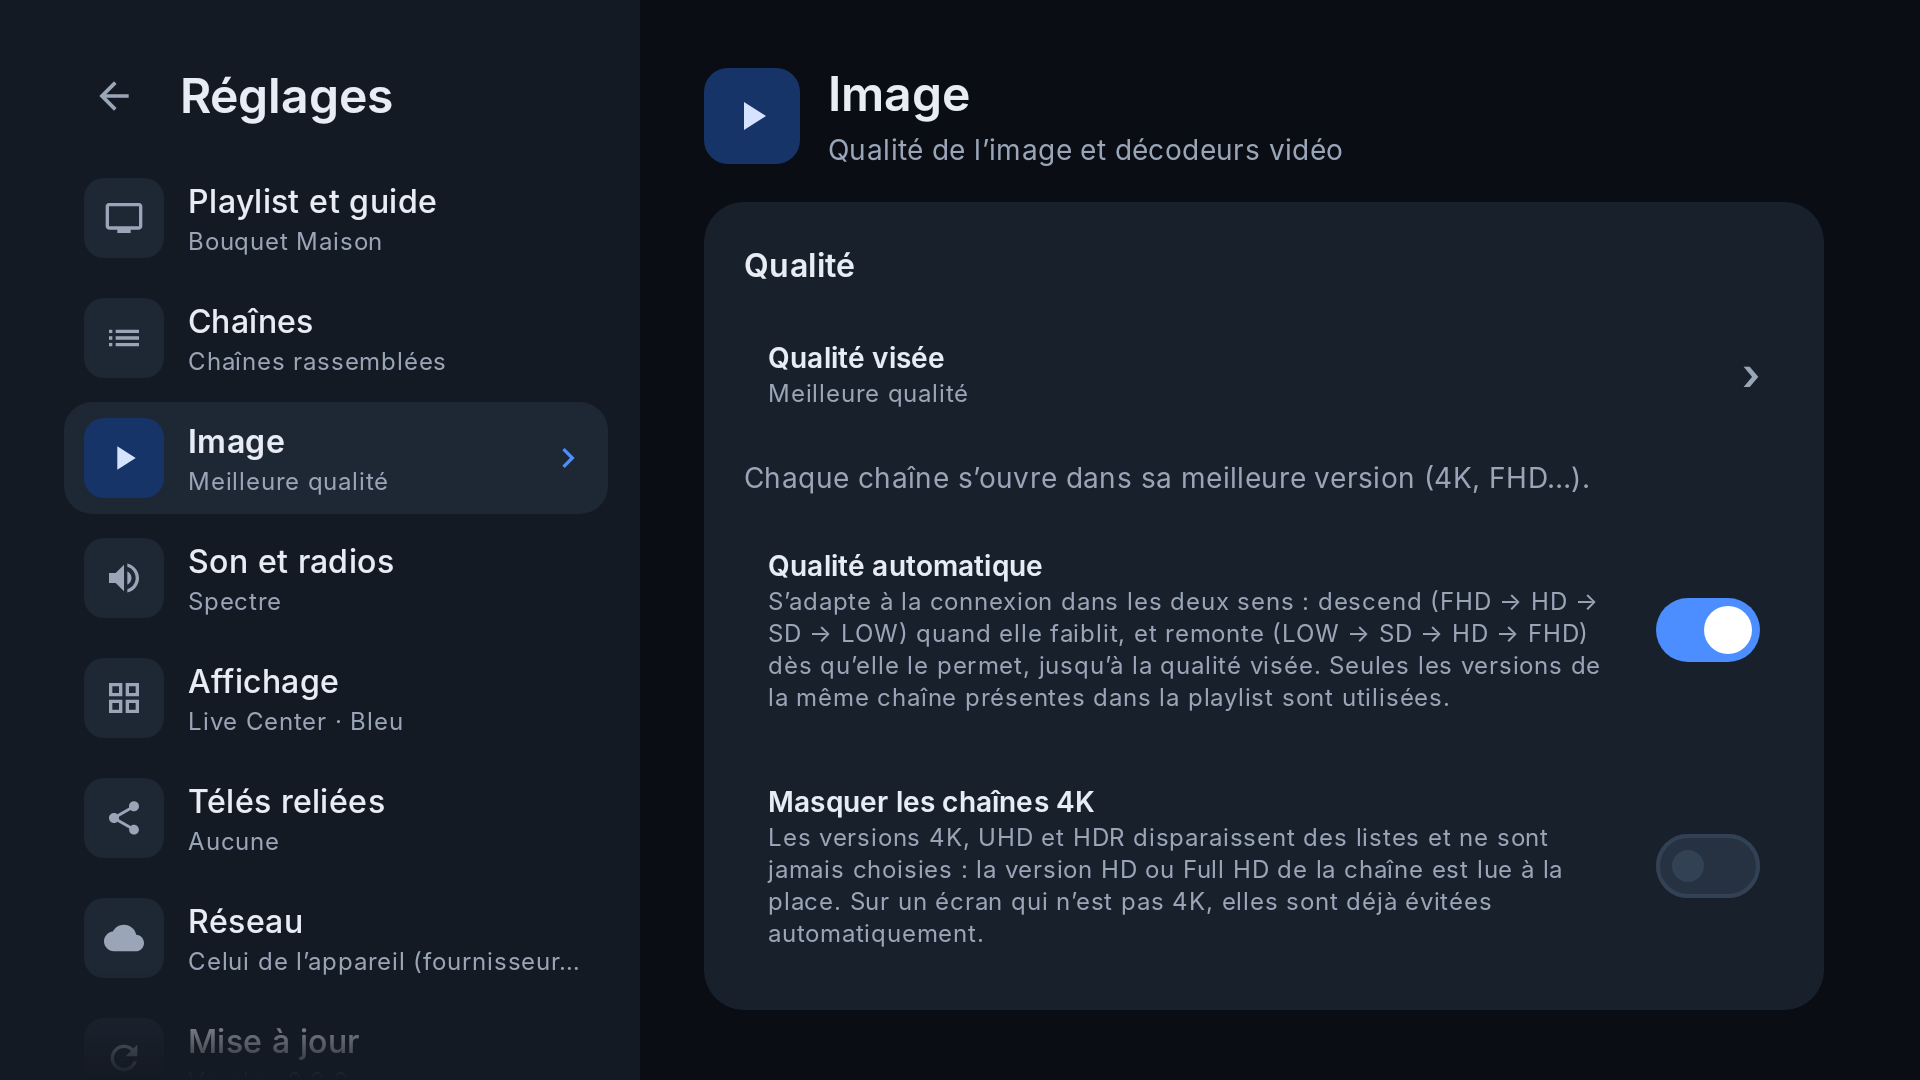 Réglages
Playlist et guide
Bouquet Maison
Chaînes
Chaînes rassemblées
Image
Meilleure qualité
Son et radios
Spectre
Affichage
Live Center · Bleu
Télés reliées
Aucune
Réseau
Celui de l’appareil (fournisseur…
Mise à jour
Image
Qualité de l’image et décodeurs vidéo
Qualité
Qualité visée
Meilleure qualité
Chaque chaîne s’ouvre dans sa meilleure version (4K, FHD…).
Qualité automatique
S’adapte à la connexion dans les deux sens : descend (FHD → HD →
SD → LOW) quand elle faiblit, et remonte (LOW → SD → HD → FHD)
dès qu’elle le permet, jusqu’à la qualité visée. Seules les versions de
la même chaîne présentes dans la playlist sont utilisées.
Masquer les chaînes 4K
Les versions 4K, UHD et HDR disparaissent des listes et ne sont
jamais choisies : la version HD ou Full HD de la chaîne est lue à la
place. Sur un écran qui n’est pas 4K, elles sont déjà évitées
automatiquement.